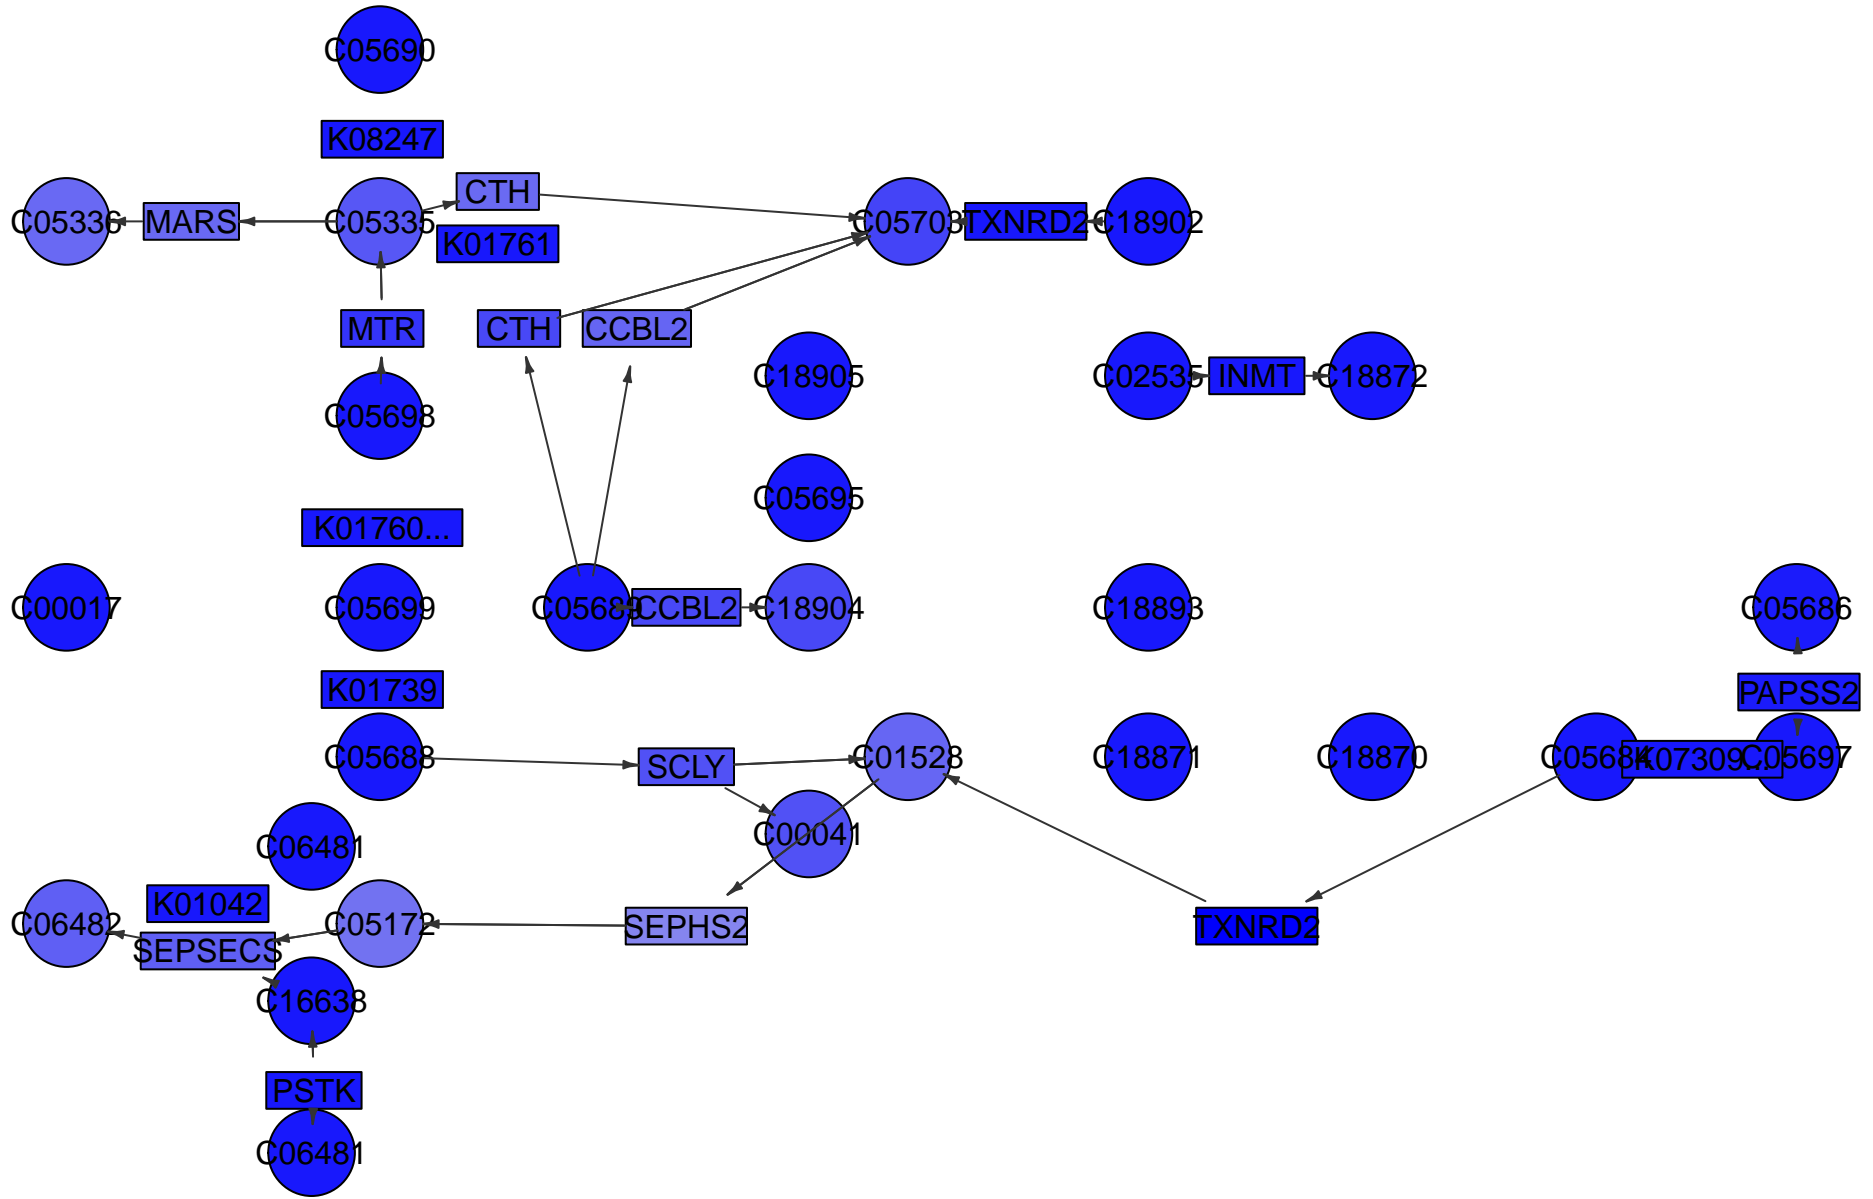 C05690
K08247
CTH
C05336
MARS
C05335
C05703
TXNRD2
C18902
K01761
MTR
CTH
CCBL2
C18905
C02535
INMT
C18872
C05698
C05695
K01760...
C00017
C05699
C05689
CCBL2
C18904
C18893
C05686
K01739
PAPSS2
C05688
SCLY
C01528
C18871
C18870
C05684
K07309...
C05697
C00041
C06481
K01042
C06482
C05172
SEPHS2
TXNRD2
SEPSECS
C16638
PSTK
C06481